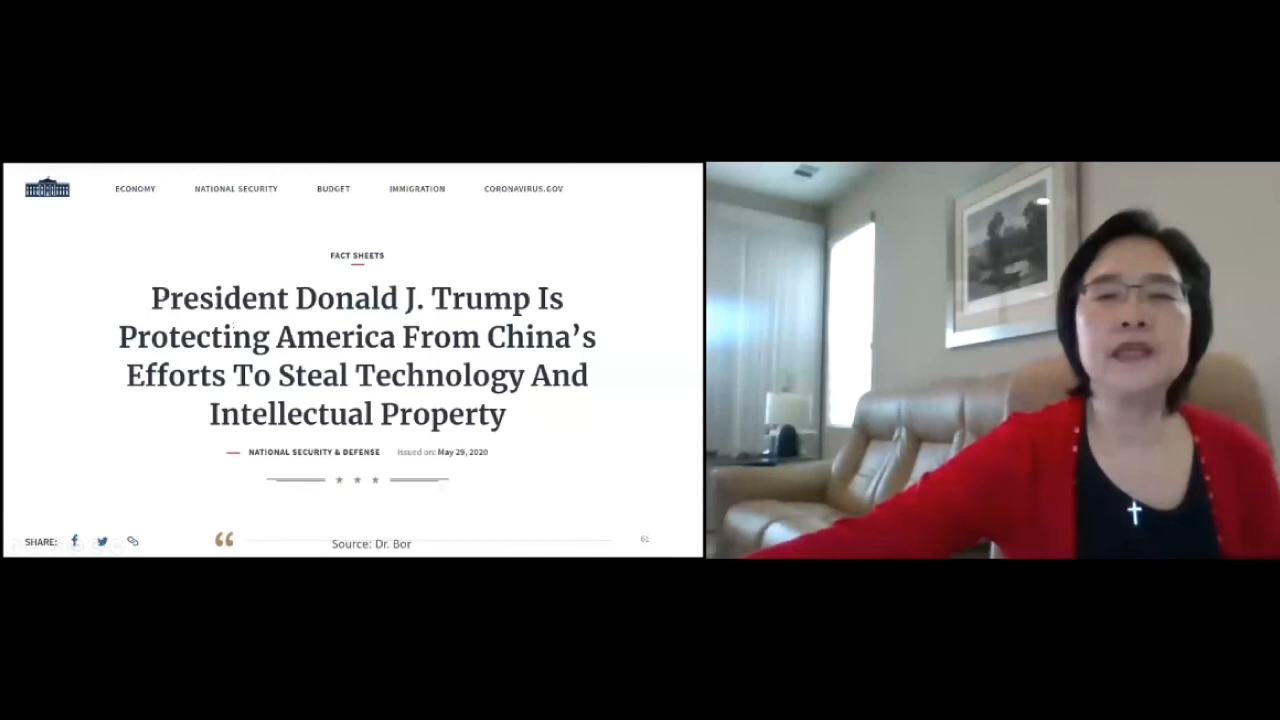 ECONOMY NATIONAL SECURITY BUDGET IMMIGRATION CORONAVIRUS.GOV
FACT SHEETS
President Donald J. Trump Is
Protecting America From China’s
Efforts To Steal Technology And
Intellectual Property
NATIONAL SECURITY & DEFENSE Issued on: May 29, 2020
SHARE:
“
Source: Dr. Bor
61